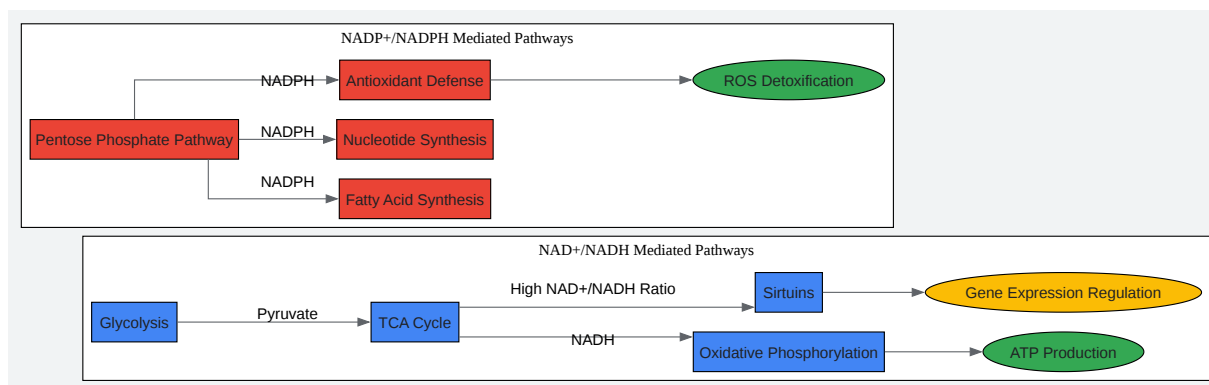 NADP+/NADPH Mediated Pathways
NADPH
Antioxidant Defense
ROS Detoxification
Pentose Phosphate Pathway
NADPH
Nucleotide Synthesis
NADPH
Fatty Acid Synthesis
NAD+/NADH Mediated Pathways
Glycolysis
Pyruvate
TCA Cycle
High NAD+/NADH Ratio
Sirtuins
Gene Expression Regulation
NADH
Oxidative Phosphorylation
ATP Production